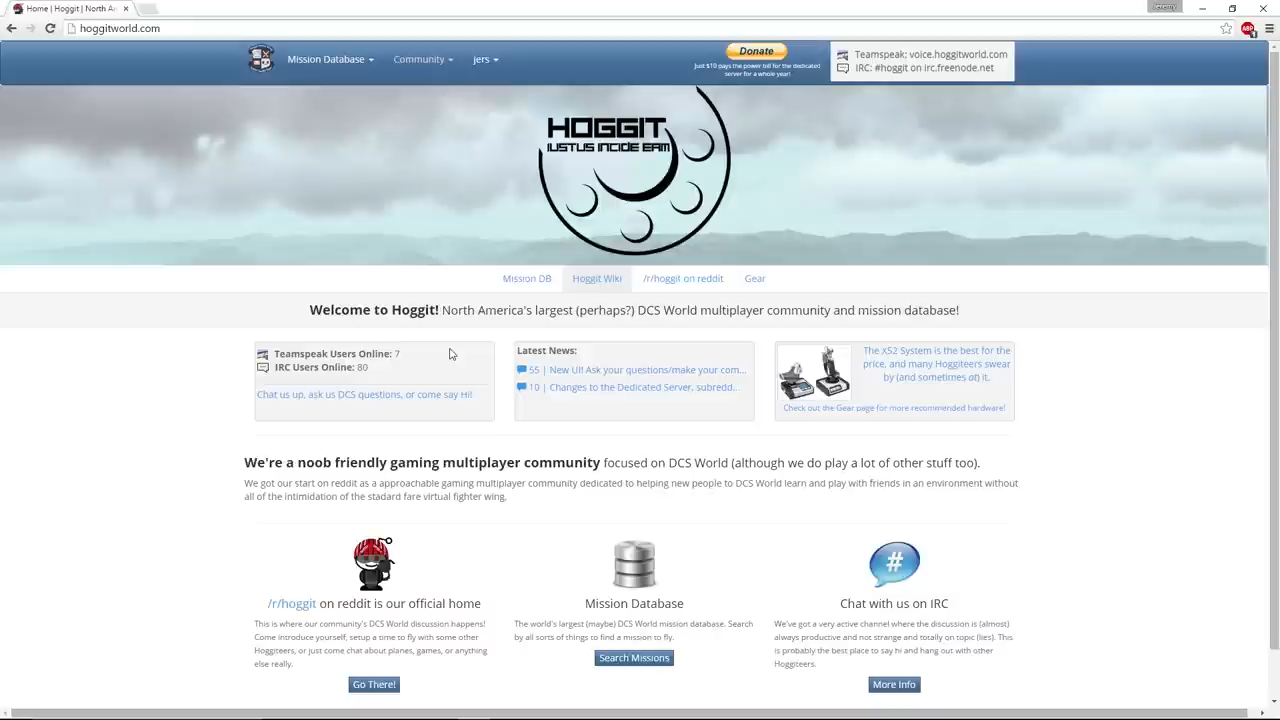 Home | Hoggit | North Ar
Jeremy
hoggitworld.com
Mission Database
Community
jers
Donate
Just $10 pays the power bill for the dedicated
server for a whole year!
Teamspeak: voice.hoggitworld.com
IRC: #hoggit on irc.freenode.net
HOGGIT
IUSTUS INCIDE EAM
Mission DB
Hoggit Wiki
/r/hoggit on reddit
Gear
Welcome to Hoggit! North America's largest (perhaps?) DCS World multiplayer community and mission database!
Teamspeak Users Online: 7
IRC Users Online: 80
Chat us up, ask us DCS questions, or come say Hi!
Latest News:
55 | New UI! Ask your questions/make your com...
10 | Changes to the Dedicated Server, subredd...
The X52 System is the best for the
price, and many Hoggiteers swear
by (and sometimes at) it.
Check out the Gear page for more recommended hardware!
We're a noob friendly gaming multiplayer community focused on DCS World (although we do play a lot of other stuff too).
We got our start on reddit as a approachable gaming multiplayer community dedicated to helping new people to DCS World learn and play with friends in an environment without
all of the intimidation of the stadard fare virtual fighter wing.
/r/hoggit on reddit is our official home
This is where our community's DCS World discussion happens!
Come introduce yourself, setup a time to fly with some other
Hoggiteers, or just come chat about planes, games, or anything
else really.
Go There!
Mission Database
The world's largest (maybe) DCS World mission database. Search
by all sorts of things to find a mission to fly.
Search Missions
#
Chat with us on IRC
We've got a very active channel where the discussion is (almost)
always productive and not strange and totally on topic (lies). This
is probably the best place to say hi and hang out with other
Hoggiteers.
More Info